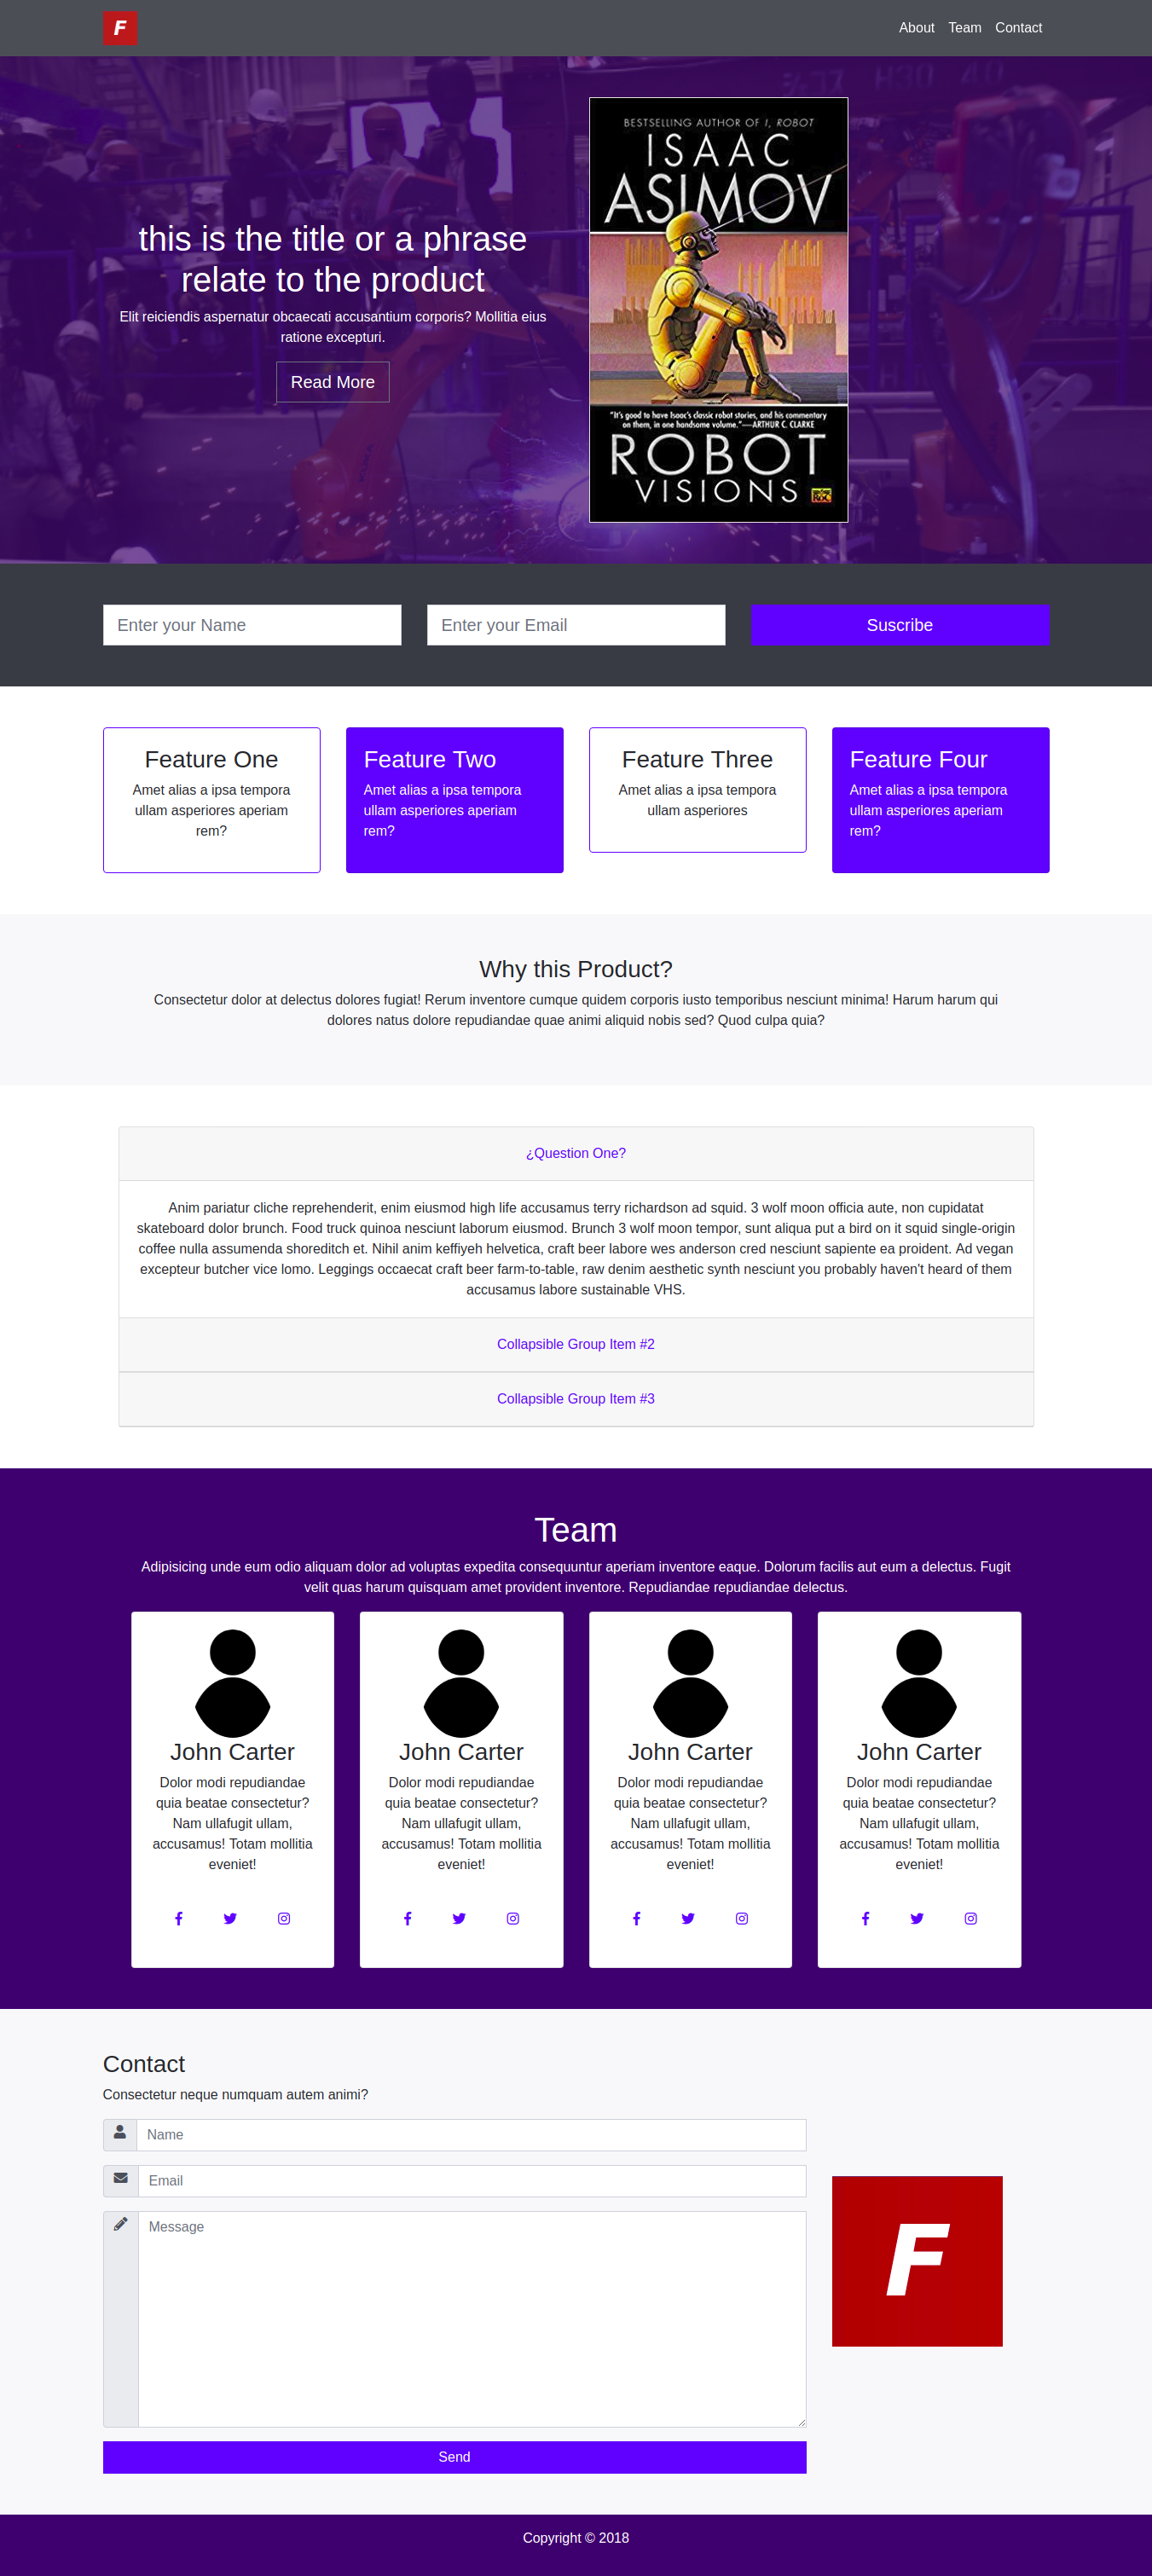 F
About Team Contact
this is the title or a phrase
relate to the product
Elit reiciendis aspernatur obcaecati accusantium corporis? Mollitia eius
ratione excepturi.
Read More
BESTSELLING AUTHOR OF I, ROBOT
ISAAC
ASIMOV
"It's good to have Isaac's classic robot stories, and his commentary
on them, in one handsome volume."—ARTHUR C. CLARKE
ROBOT
VISIONS
ROC
Enter your Name
Enter your Email
Suscribe
Feature One
Amet alias a ipsa tempora
ullam asperiores aperiam
rem?
Feature Two
Amet alias a ipsa tempora
ullam asperiores aperiam
rem?
Feature Three
Amet alias a ipsa tempora
ullam asperiores
Feature Four
Amet alias a ipsa tempora
ullam asperiores aperiam
rem?
Why this Product?
Consectetur dolor at delectus dolores fugiat! Rerum inventore cumque quidem corporis iusto temporibus nesciunt minima! Harum harum qui
dolores natus dolore repudiandae quae animi aliquid nobis sed? Quod culpa quia?
¿Question One?
Anim pariatur cliche reprehenderit, enim eiusmod high life accusamus terry richardson ad squid. 3 wolf moon officia aute, non cupidatat
skateboard dolor brunch. Food truck quinoa nesciunt laborum eiusmod. Brunch 3 wolf moon tempor, sunt aliqua put a bird on it squid single-origin
coffee nulla assumenda shoreditch et. Nihil anim keffiyeh helvetica, craft beer labore wes anderson cred nesciunt sapiente ea proident. Ad vegan
excepteur butcher vice lomo. Leggings occaecat craft beer farm-to-table, raw denim aesthetic synth nesciunt you probably haven't heard of them
accusamus labore sustainable VHS.
Collapsible Group Item #2
Collapsible Group Item #3
Team
Adipisicing unde eum odio aliquam dolor ad voluptas expedita consequuntur aperiam inventore eaque. Dolorum facilis aut eum a delectus. Fugit
velit quas harum quisquam amet provident inventore. Repudiandae repudiandae delectus.
John Carter
Dolor modi repudiandae
quia beatae consectetur?
Nam ullafugit ullam,
accusamus! Totam mollitia
eveniet!
John Carter
Dolor modi repudiandae
quia beatae consectetur?
Nam ullafugit ullam,
accusamus! Totam mollitia
eveniet!
John Carter
Dolor modi repudiandae
quia beatae consectetur?
Nam ullafugit ullam,
accusamus! Totam mollitia
eveniet!
John Carter
Dolor modi repudiandae
quia beatae consectetur?
Nam ullafugit ullam,
accusamus! Totam mollitia
eveniet!
Contact
Consectetur neque numquam autem animi?
Name
Email
Message
Send
F
Copyright © 2018